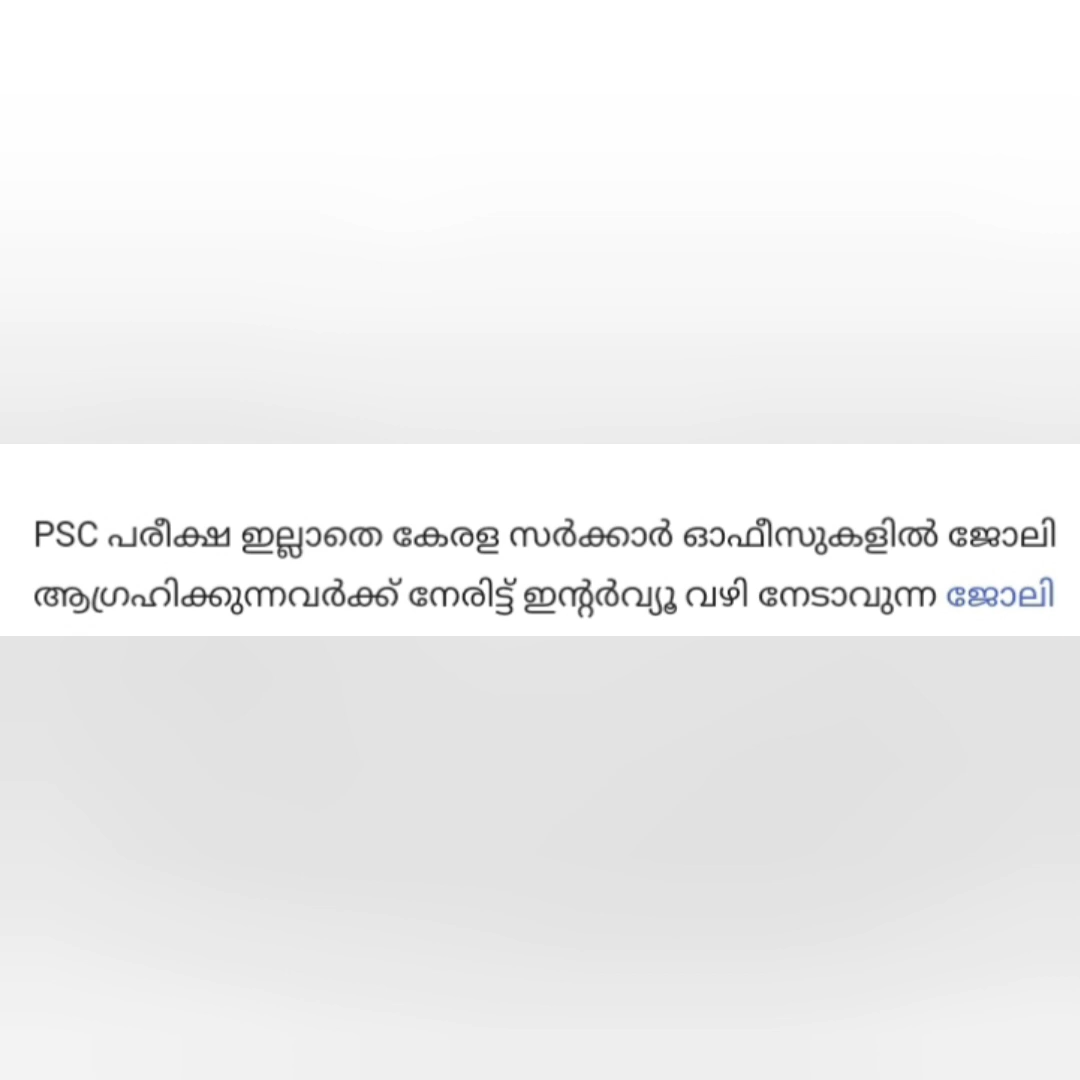 PSC പരീക്ഷ ഇല്ലാതെ കേരള സർക്കാർ ഓഫീസുകളിൽ ജോലി
ആഗ്രഹിക്കുന്നവർക്ക് നേരിട്ട് ഇന്റർവ്യൂ വഴി നേടാവുന്ന ജോലി